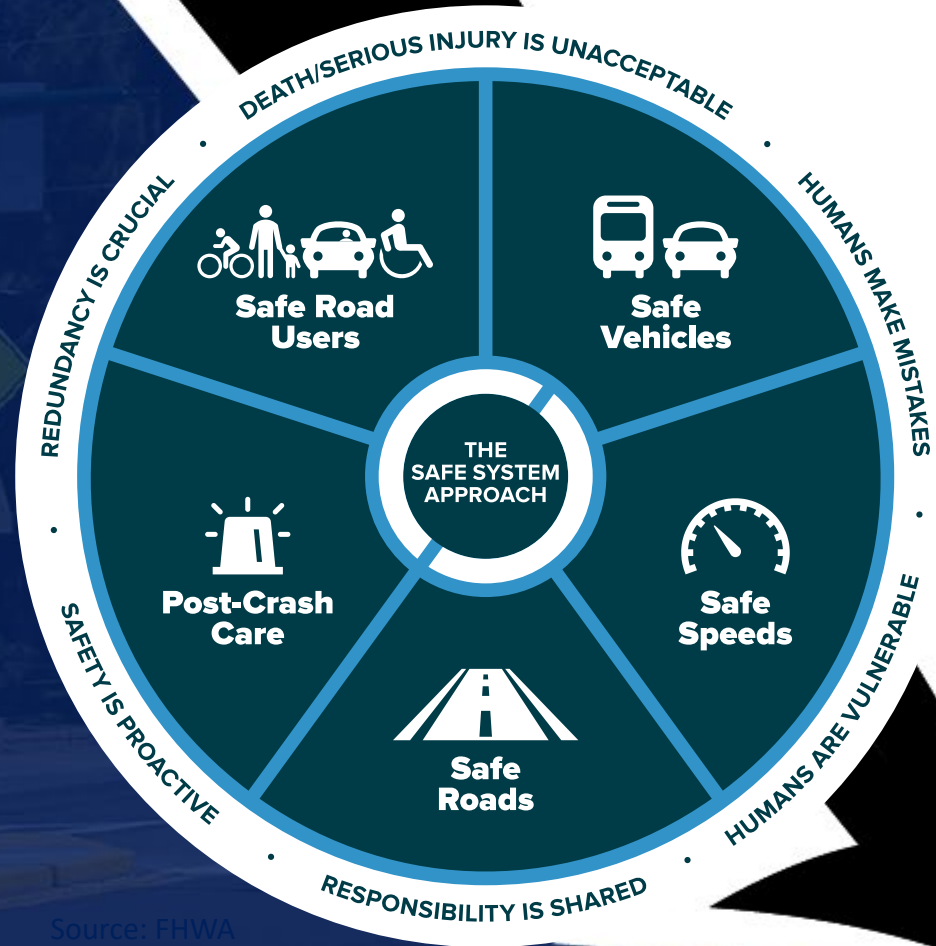 DEATH/SERIOUS INJURY IS UNACCEPTABLE
HUMANS MAKE MISTAKES
HUMANS ARE VULNERABLE
RESPONSIBILITY IS SHARED
SAFETY IS PROACTIVE
REDUNDANCY IS CRUCIAL
Safe Road
Users
Safe
Vehicles
THE
SAFE SYSTEM
APPROACH
Post-Crash
Care
Safe
Speeds
Safe
Roads
Source: FHWA